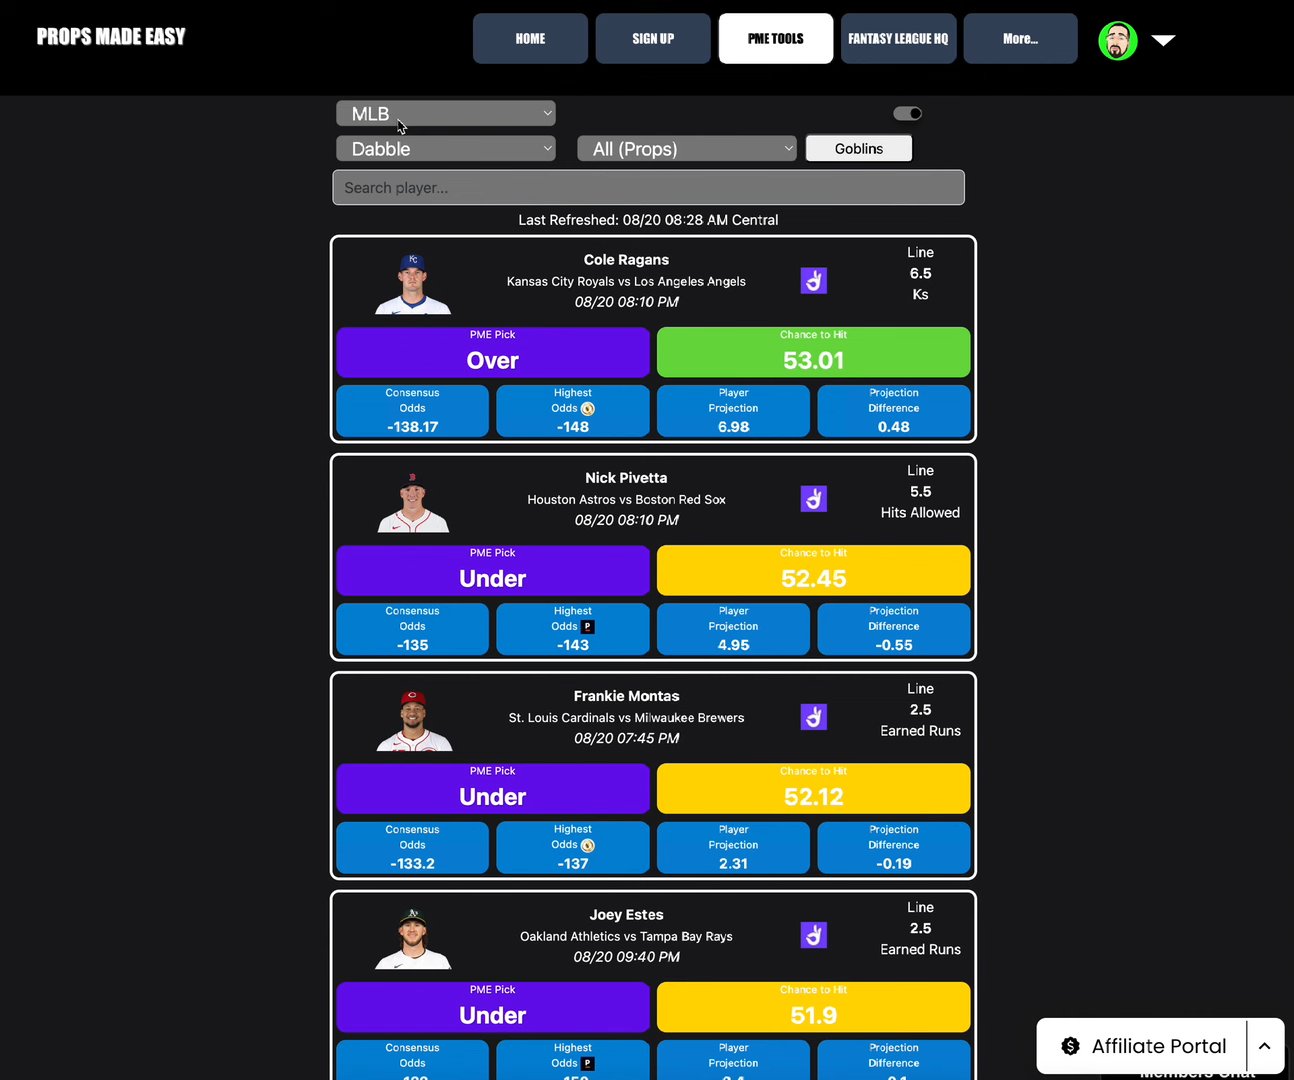 PROPS MADE EASY
HOME
SIGN UP
PME TOOLS
FANTASY LEAGUE HQ
More...
MLB
Dabble
All (Props)
Goblins
Search player...
Last Refreshed: 08/20 08:28 AM Central
Cole Ragans
Kansas City Royals vs Los Angeles Angels
08/20 08:10 PM
Line
6.5
Ks
PME Pick
Over
Chance to Hit
53.01
Consensus
Odds
-138.17
Highest
Odds
-148
Player
Projection
6.98
Projection
Difference
0.48
Nick Pivetta
Houston Astros vs Boston Red Sox
08/20 08:10 PM
Line
5.5
Hits Allowed
PME Pick
Under
Chance to Hit
52.45
Consensus
Odds
-135
Highest
Odds P
-143
Player
Projection
4.95
Projection
Difference
-0.55
Frankie Montas
St. Louis Cardinals vs Milwaukee Brewers
08/20 07:45 PM
Line
2.5
Earned Runs
PME Pick
Under
Chance to Hit
52.12
Consensus
Odds
-133.2
Highest
Odds
-137
Player
Projection
2.31
Projection
Difference
-0.19
Joey Estes
Oakland Athletics vs Tampa Bay Rays
08/20 09:40 PM
Line
2.5
Earned Runs
PME Pick
Under
Chance to Hit
51.9
Consensus
Odds
Highest
Odds P
Player
Projection
Projection
Difference
Affiliate Portal
Members Chat